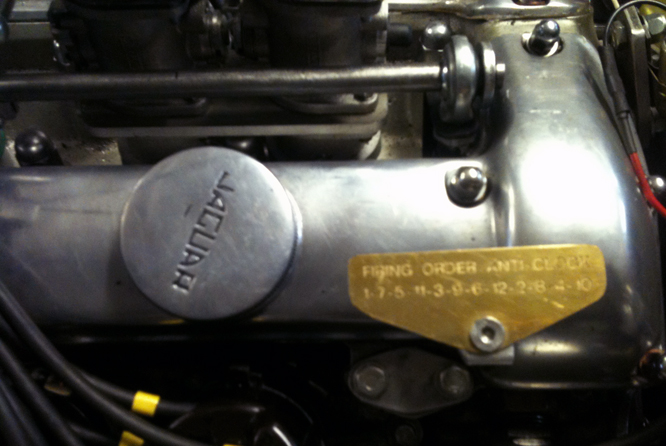 JAGUAR
FIRING ORDER ANTI-CLOCK
1-7-5-11-3-9-6-12-2-8-4-10